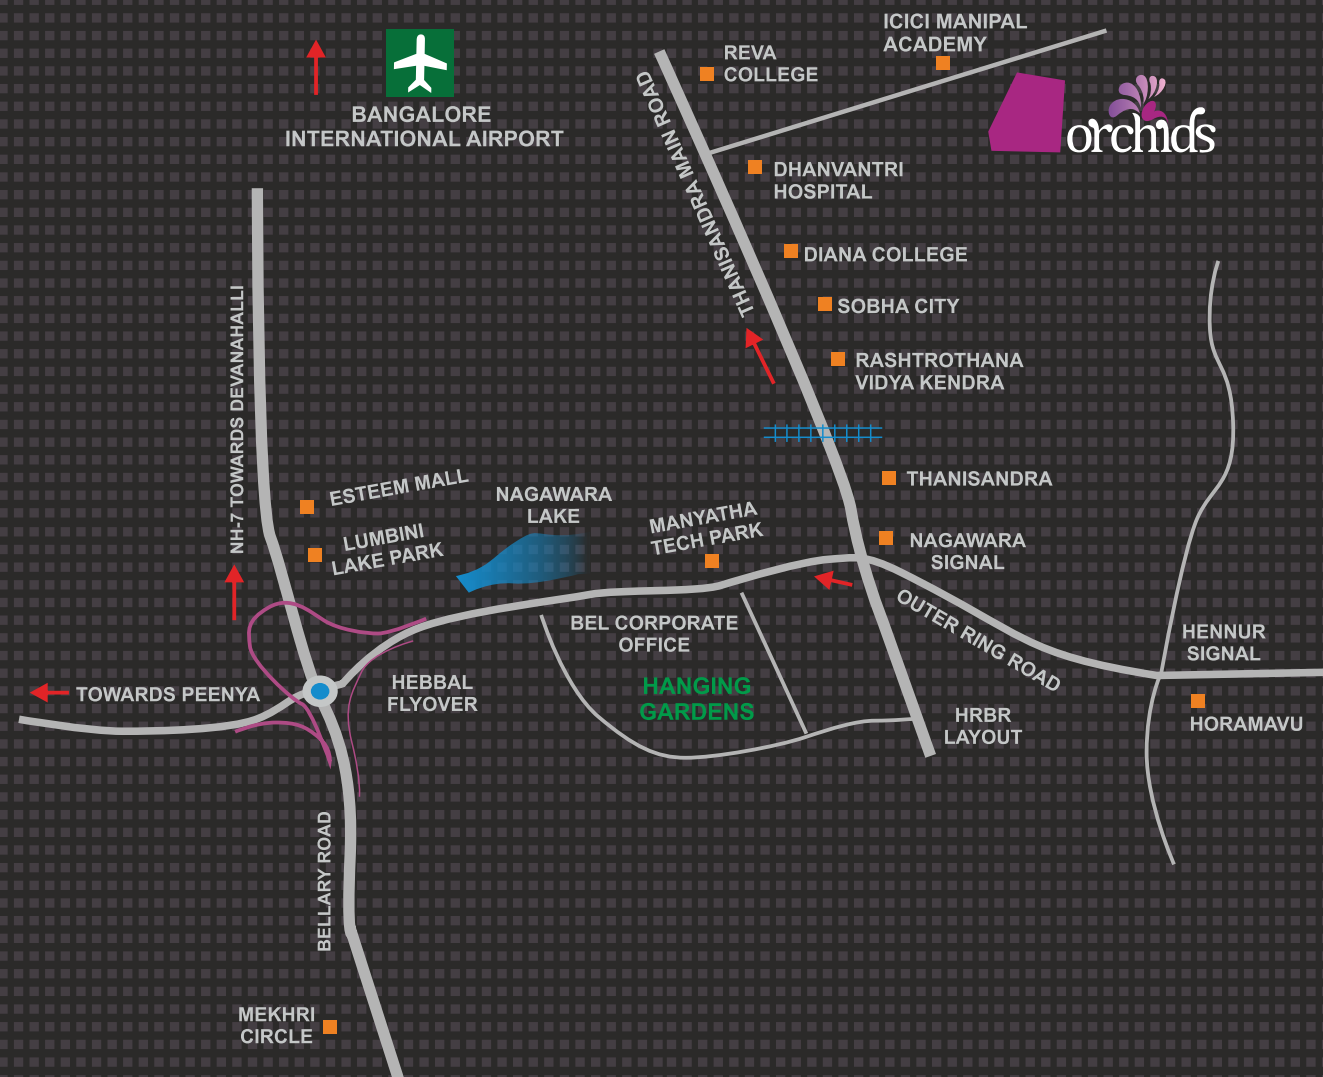 ICICI MANIPAL
ACADEMY
REVA
COLLEGE
BANGALORE
INTERNATIONAL AIRPORT
orchids
THANISANDRA MAIN ROAD
DHANVANTRI
HOSPITAL
DIANA COLLEGE
SOBHA CITY
RASHTROTHANA
VIDYA KENDRA
NH-7 TOWARDS DEVANAHALLI
ESTEEM MALL
LUMBINI
LAKE PARK
NAGAWARA
LAKE
MANYATHA
TECH PARK
THANISANDRA
NAGAWARA
SIGNAL
OUTER RING ROAD
BEL CORPORATE
OFFICE
HENNUR
SIGNAL
TOWARDS PEENYA
HEBBAL
FLYOVER
HANGING
GARDENS
HRBR
LAYOUT
HORAMAVU
BELLARY ROAD
MEKHRI
CIRCLE